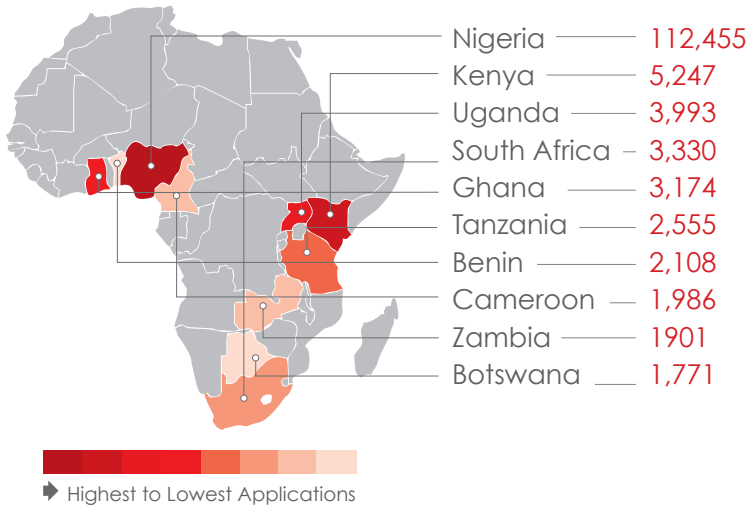 Nigeria 112,455
Kenya 5,247
Uganda 3,993
South Africa 3,330
Ghana 3,174
Tanzania 2,555
Benin 2,108
Cameroon 1,986
Zambia 1901
Botswana 1,771
Highest to Lowest Applications